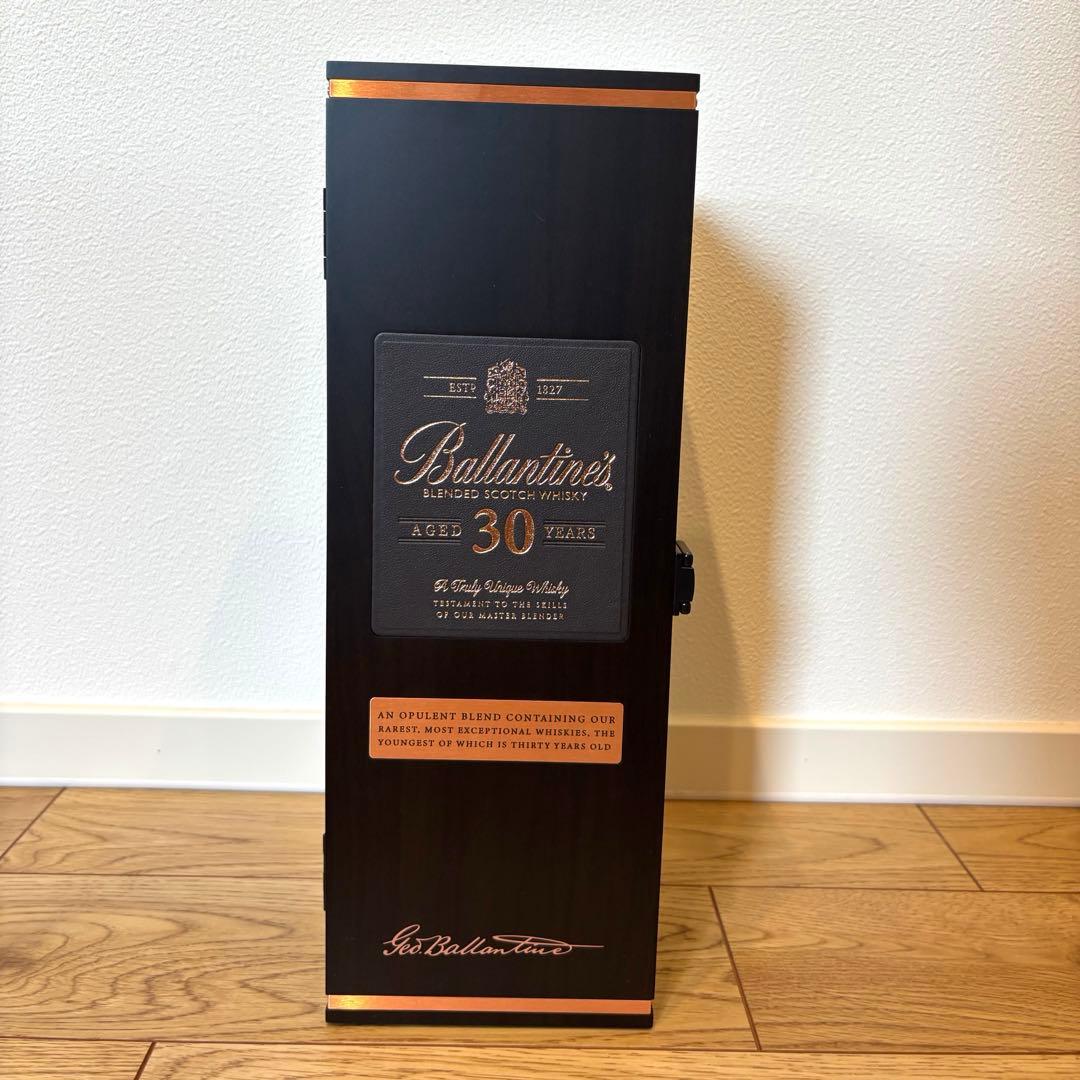 ESTD 1827
Ballantine's
BLENDED SCOTCH WHISKY
AGED 30 YEARS
A Truly Unique Whisky
TESTAMENT TO THE SKILLS
OF OUR MASTER BLENDER
AN OPULENT BLEND CONTAINING OUR
RAREST, MOST EXCEPTIONAL WHISKIES, THE
YOUNGEST OF WHICH IS THIRTY YEARS OLD
Geo. Ballantine